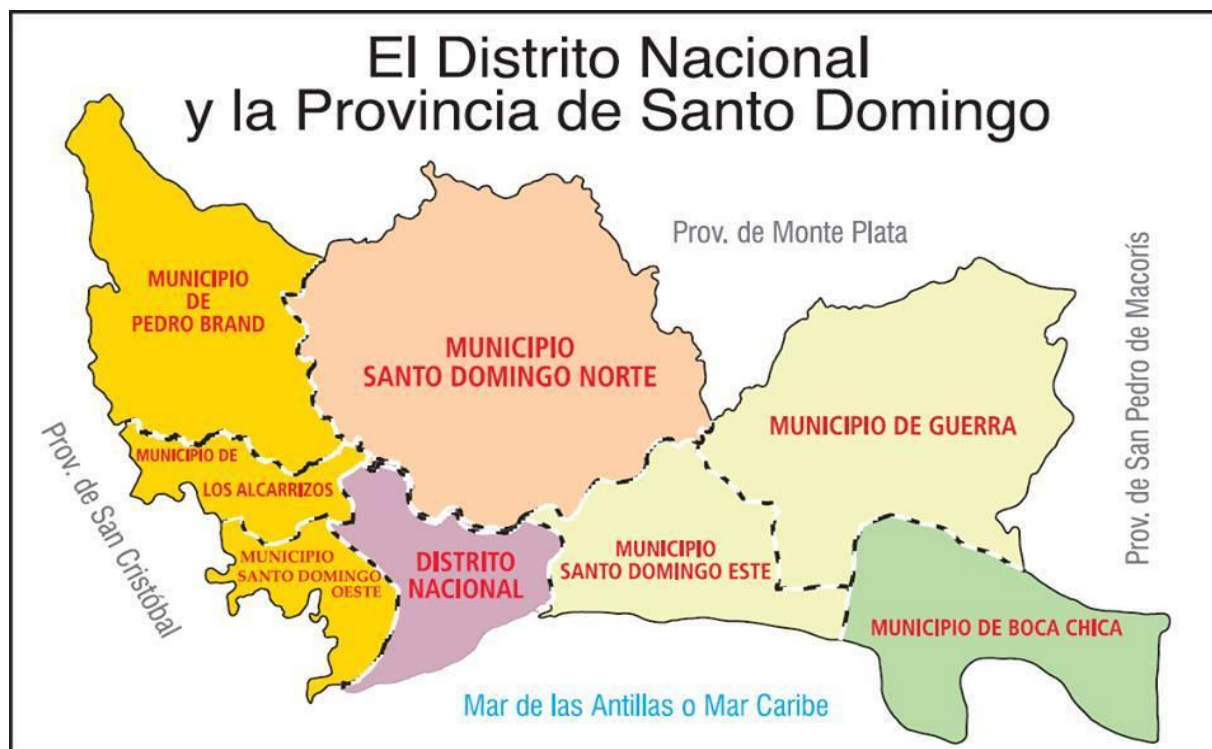 El Distrito Nacional
y la Provincia de Santo Domingo
Prov. de Monte Plata
Prov. de San Pedro de Macorís
MUNICIPIO
DE
PEDRO BRAND
MUNICIPIO
SANTO DOMINGO NORTE
MUNICIPIO DE GUERRA
Prov. de San Cristóbal
MUNICIPIO DE
LOS ALCARRIZOS
MUNICIPIO
SANTO DOMINGO
OESTE
DISTRITO
NACIONAL
MUNICIPIO
SANTO DOMINGO ESTE
MUNICIPIO DE BOCA CHICA
Mar de las Antillas o Mar Caribe